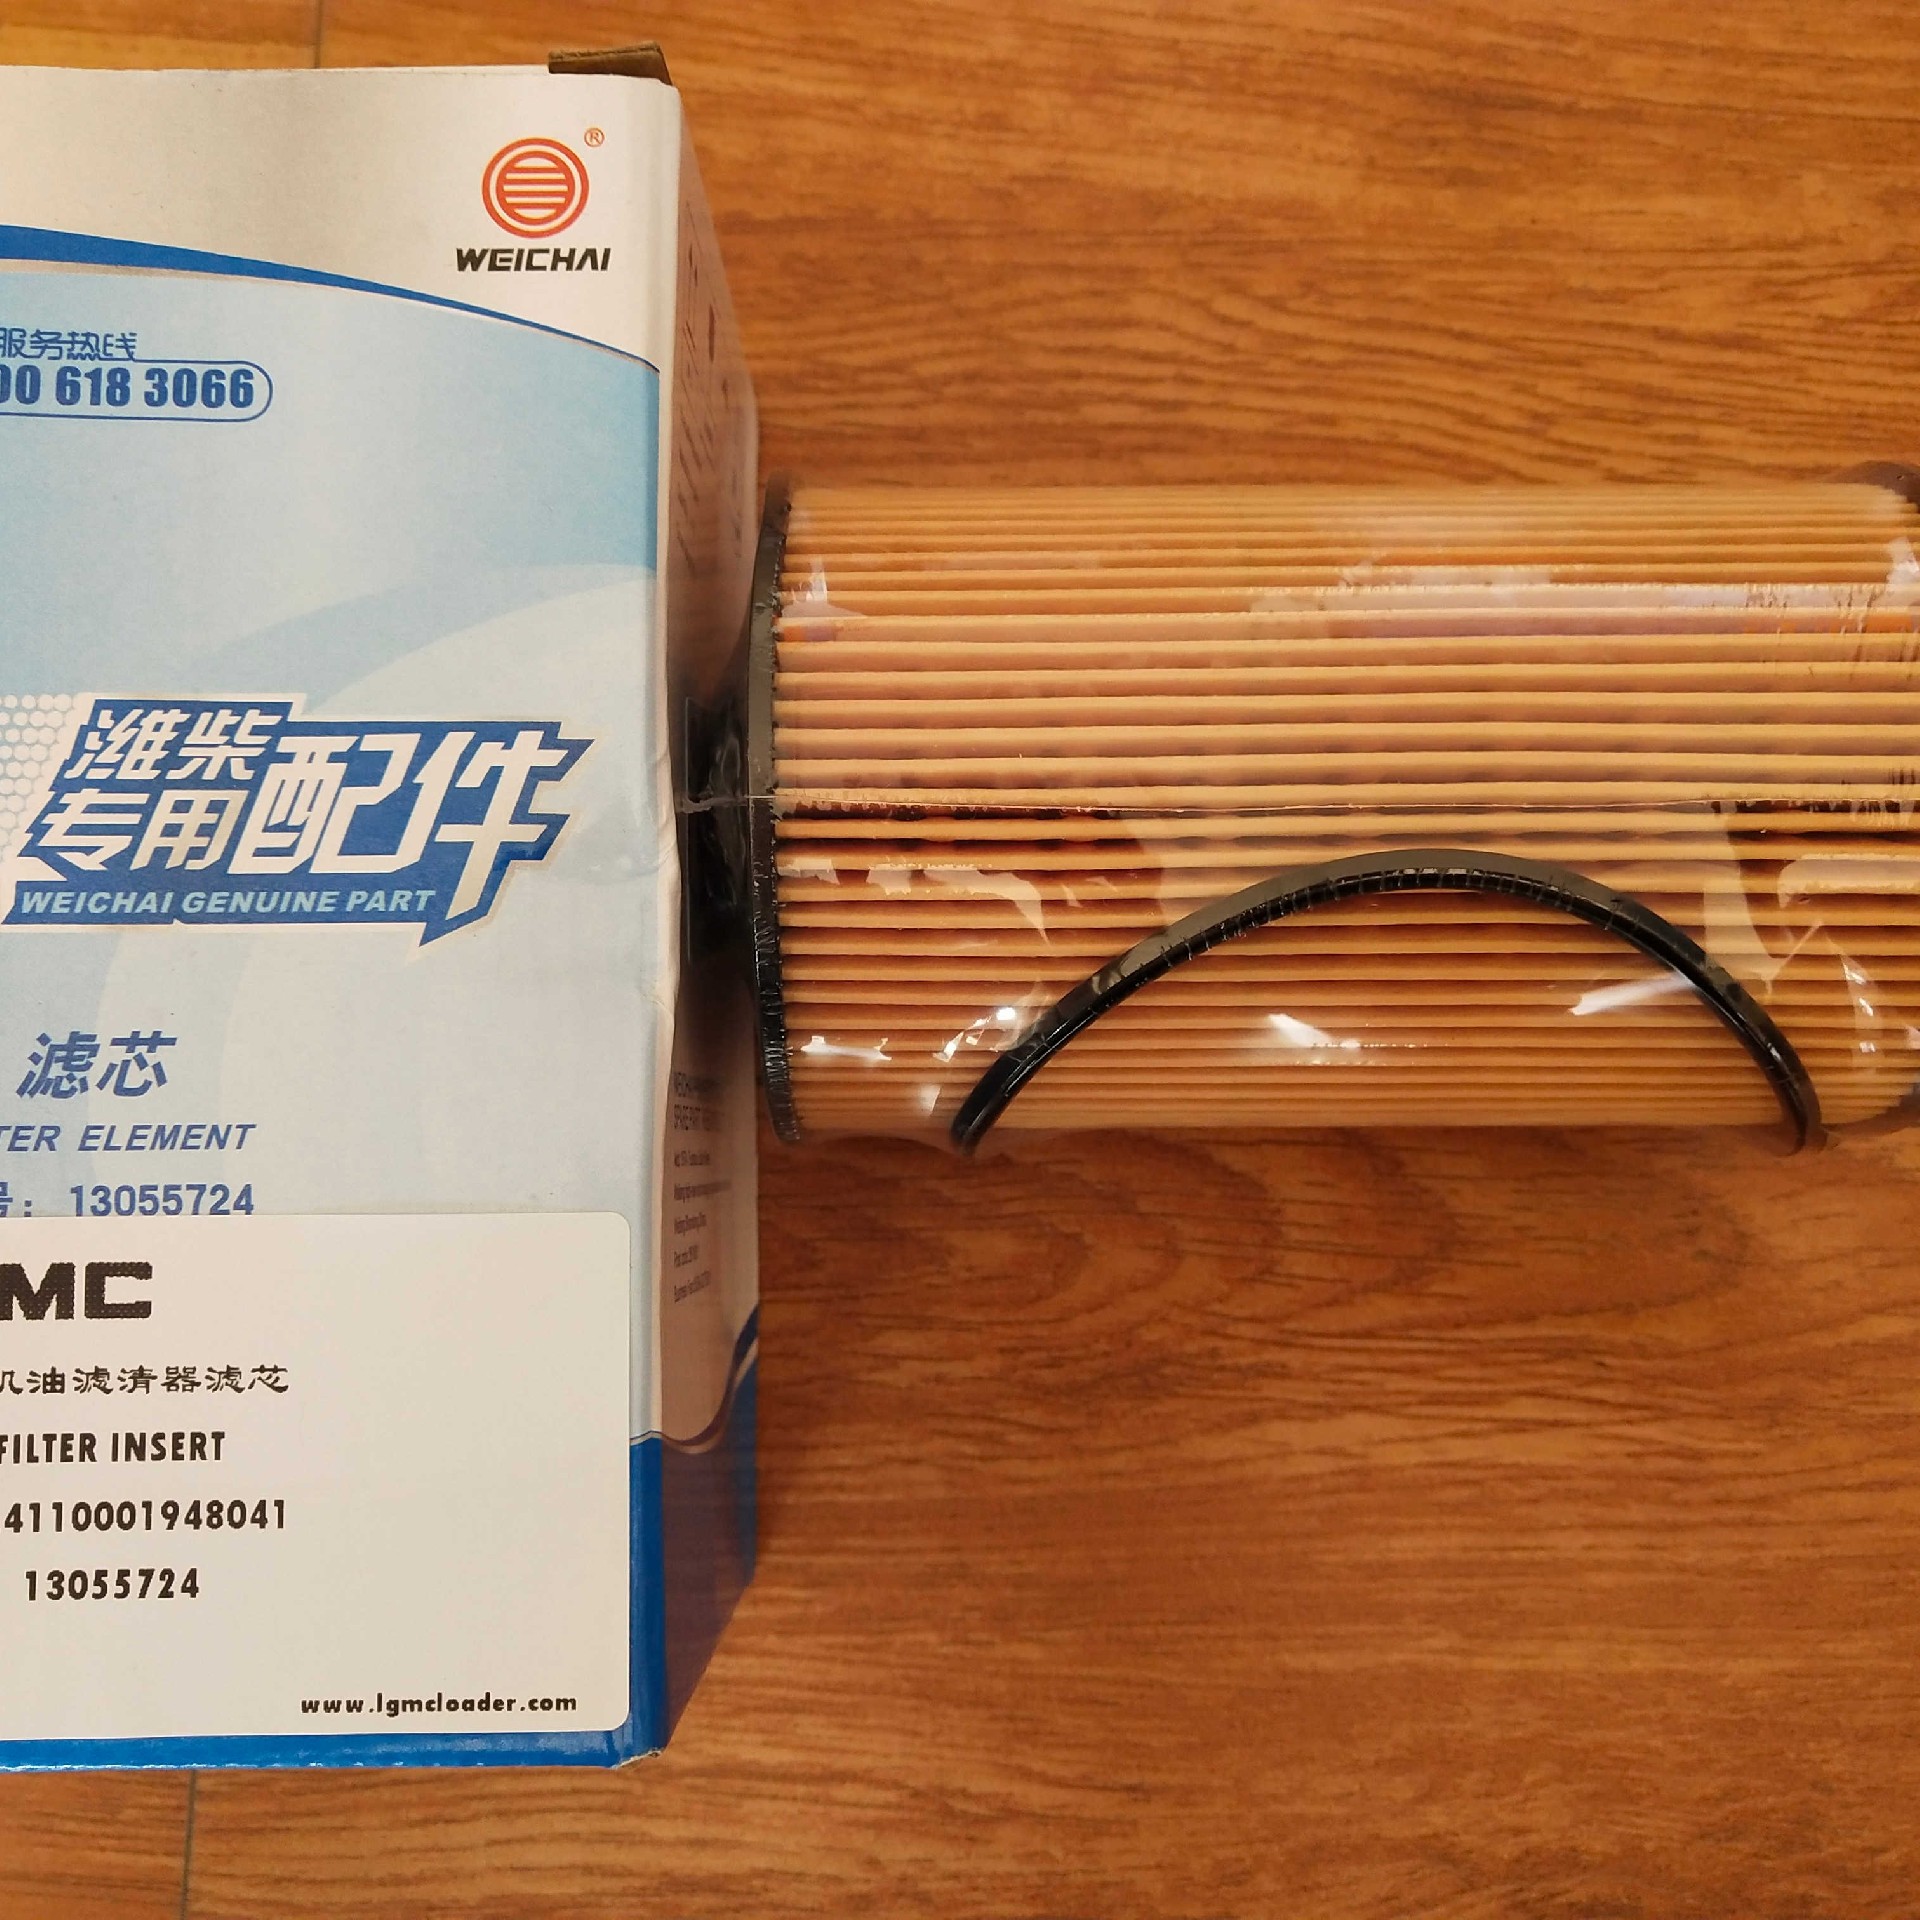 ®
WEICHAI
服务热线
00 618 3066
潍柴
专用配件
WEICHAI GENUINE PART
滤芯
TER ELEMENT
号： 13055724
MC
机油滤清器滤芯
FILTER INSERT
4110001948041
13055724
www.lgmcloader.com